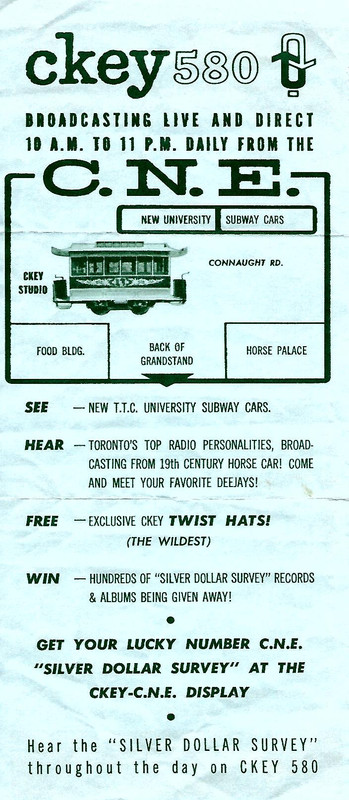 ckey 580
BROADCASTING LIVE AND DIRECT
10 A.M. TO 11 P.M. DAILY FROM THE
C.N.E.
NEW UNIVERSITY SUBWAY CARS
CONNAUGHT RD.
CKEY
STUDIO
FOOD BLDG.
BACK OF
GRANDSTAND
HORSE PALACE
SEE — NEW T.T.C. UNIVERSITY SUBWAY CARS.
HEAR — TORONTO'S TOP RADIO PERSONALITIES, BROAD-
CASTING FROM 19th CENTURY HORSE CAR! COME
AND MEET YOUR FAVORITE DEEJAYS!
FREE — EXCLUSIVE CKEY TWIST HATS!
(THE WILDEST)
WIN — HUNDREDS OF "SILVER DOLLAR SURVEY" RECORDS
& ALBUMS BEING GIVEN AWAY!
GET YOUR LUCKY NUMBER C.N.E.
"SILVER DOLLAR SURVEY" AT THE
CKEY-C.N.E. DISPLAY
Hear the "SILVER DOLLAR SURVEY"
throughout the day on CKEY 580